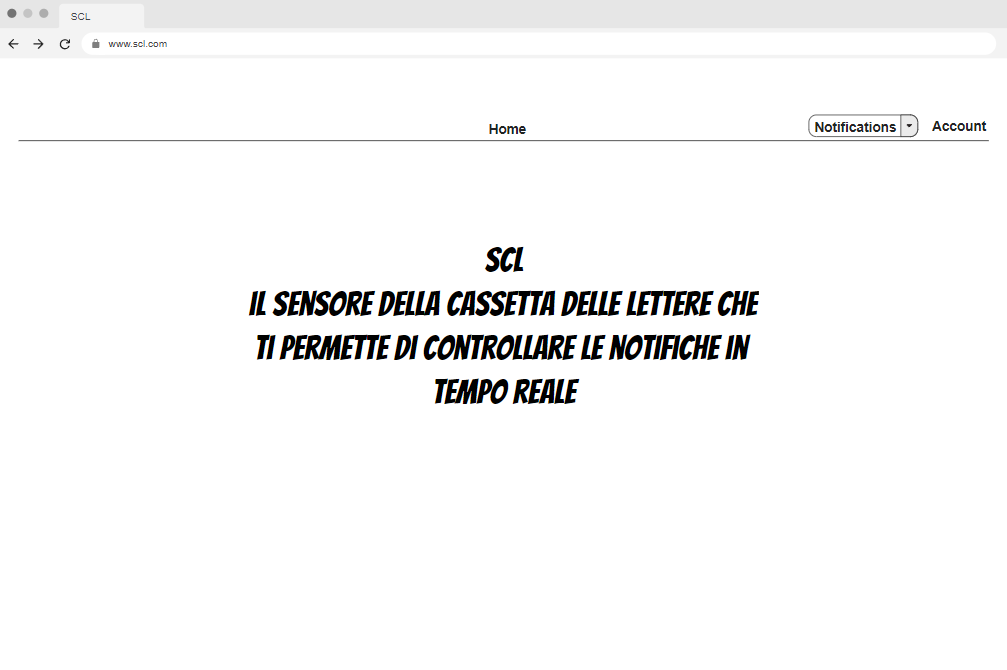 SCL
www.scl.com
Home
Notifications
Account
SCL
IL SENSORE DELLA CASSETTA DELLE LETTERE CHE
TI PERMETTE DI CONTROLLARE LE NOTIFICHE IN
TEMPO REALE